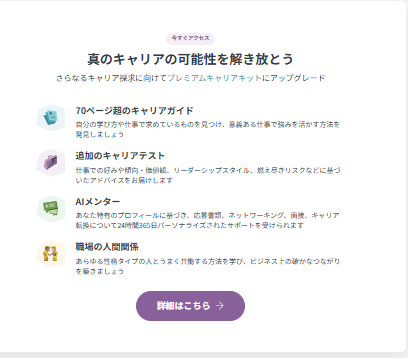 今すぐアクセス
真のキャリアの可能性を解き放とう
さらなるキャリア探求に向けてプレミアムキャリアキットにアップグレード
70ページ超のキャリアガイド
自分の学び方や仕事で求めているものを見つけ、意義ある仕事で強みを活かす方法を
発見しましょう
追加のキャリアテスト
仕事での好みや傾向・価値観、リーダーシップスタイル、燃え尽きリスクなどに基づ
いたアドバイスをお届けします
AIメンター
あなた特有のプロフィールに基づき、応募書類、ネットワーキング、面接、キャリア
転換について24時間365日パーソナライズされたサポートを受けられます
職場の人間関係
あらゆる性格タイプの人とうまく共働する方法を学び、ビジネス上の確かなつながり
を築きましょう
詳細はこちら →